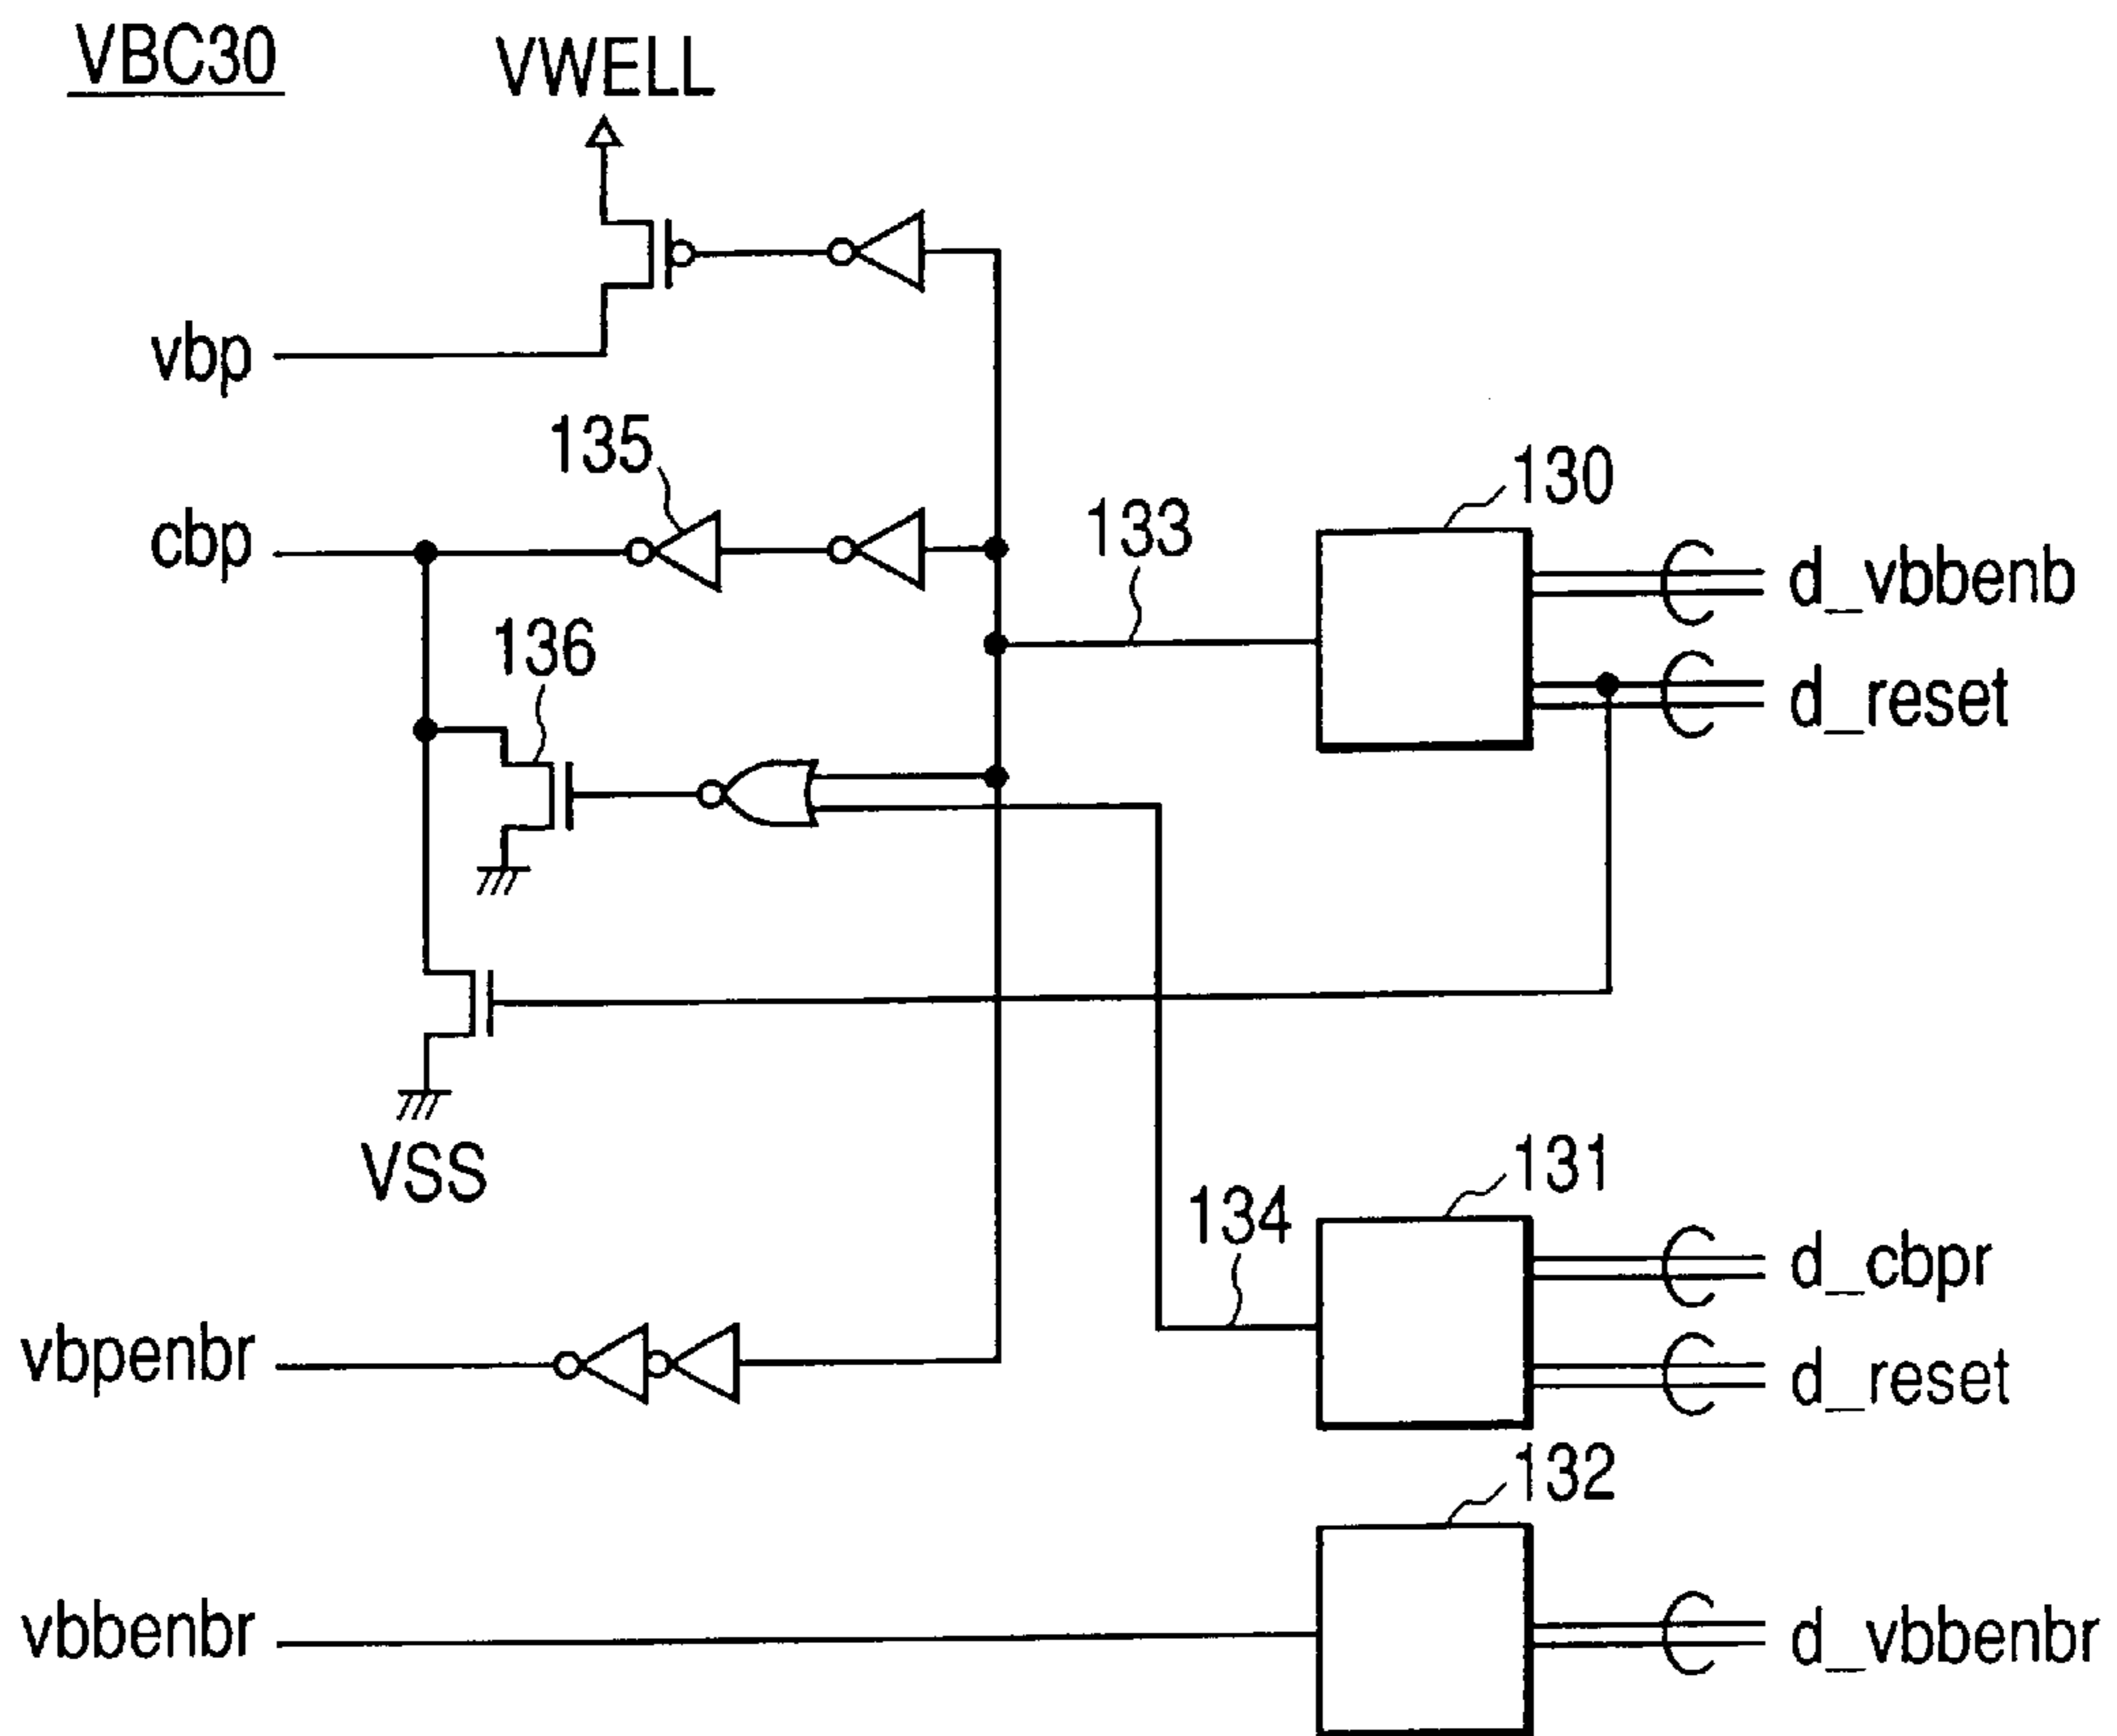 VBC30
VWELL
vbp
135
cbp
133
130
d_vbbenb
136
d_reset
VSS
134
131
d_cbpr
vbpenbr
d_reset
132
vbbenbr
d_vbbenbr